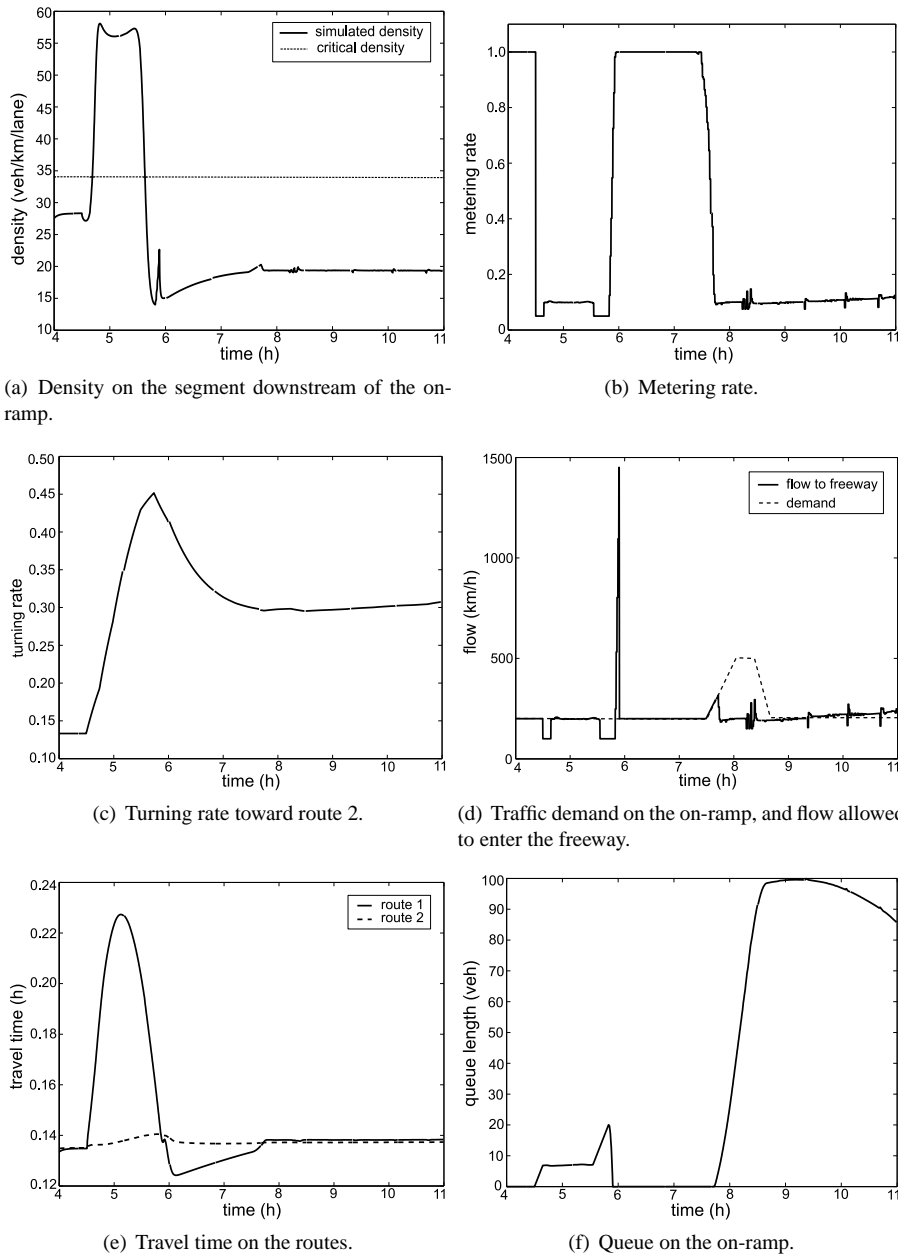 60
55
50
45
40
35
30
25
20
15
10
density (veh/km/lane)
simulated density
critical density
4 5 6 7 8 9 10 11
time (h)
(a) Density on the segment downstream of the on-
ramp.
1.0
0.8
0.6
0.4
0.2
0
metering rate
4 5 6 7 8 9 10 11
time (h)
(b) Metering rate.
0.50
0.45
0.40
0.35
0.30
0.25
0.20
0.15
0.10
turning rate
4 5 6 7 8 9 10 11
time (h)
(c) Turning rate toward route 2.
1500
1000
500
0
flow (km/h)
flow to freeway
demand
4 5 6 7 8 9 10 11
time (h)
(d) Traffic demand on the on-ramp, and flow allowed
to enter the freeway.
0.24
0.22
0.20
0.18
0.16
0.14
0.12
travel time (h)
route 1
route 2
4 5 6 7 8 9 10 11
time (h)
(e) Travel time on the routes.
100
90
80
70
60
50
40
30
20
10
0
queue length (veh)
4 5 6 7 8 9 10 11
time (h)
(f) Queue on the on-ramp.